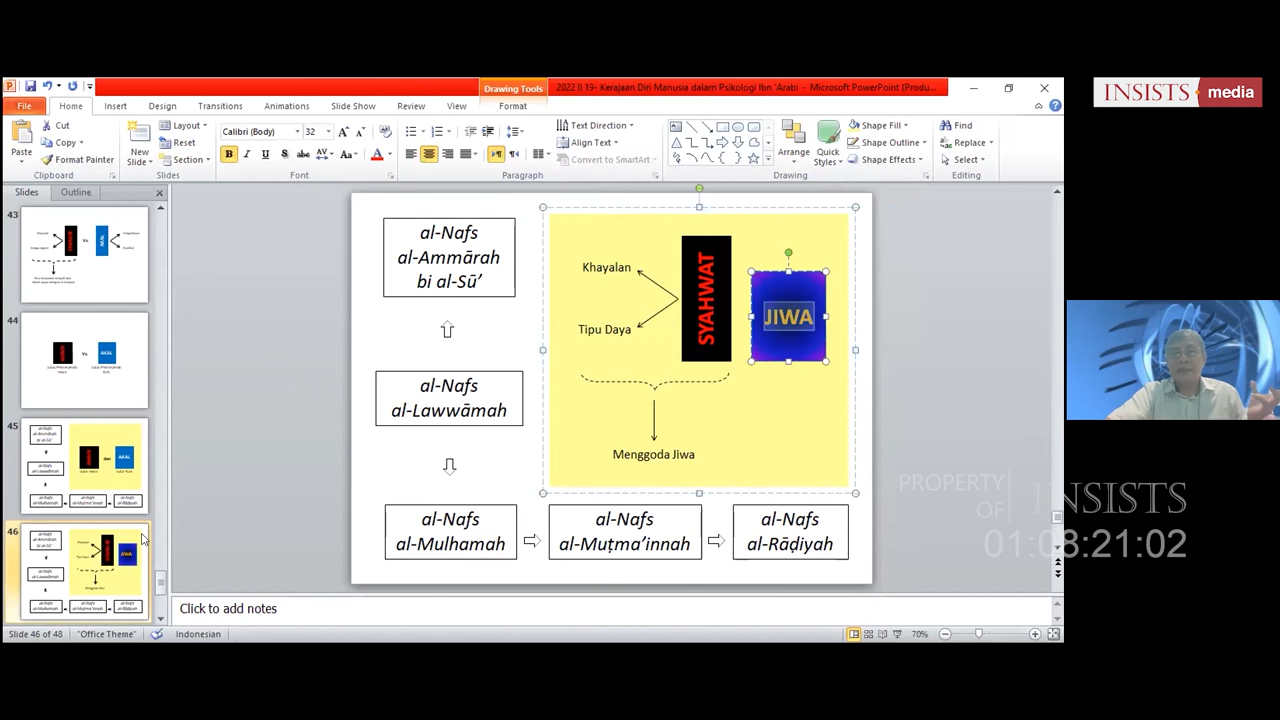 INSISTS media
Drawing Tools
2022 II 19- Kerajaan Diri Manusia dalam Psikologi Ibn 'Arabi - Microsoft PowerPoint (Produ...
File Home Insert Design Transitions Animations Slide Show Review View Format
Paste
Cut
Copy
Format Painter
Clipboard
New Slide
Layout
Reset
Section
Slides
Calibri (Body) 32
Font
Paragraph
Text Direction
Align Text
Convert to SmartArt
Arrange
Quick Styles
Shape Fill
Shape Outline
Shape Effects
Drawing
Find
Replace
Select
Editing
Slides Outline
43
44
45
46
al-Nafs
al-Ammārah
bi al-Sū’
al-Nafs
al-Lawwāmah
al-Nafs
al-Mulhamah
al-Nafs
al-Muṭma’innah
al-Nafs
al-Rāḍiyah
Khayalan
Tipu Daya
SYAHWAT
JIWA
Menggoda Jiwa
PROPERTY
OF
INSISTS
01:03:21:02
Click to add notes
Slide 46 of 48 "Office Theme" Indonesian 70%